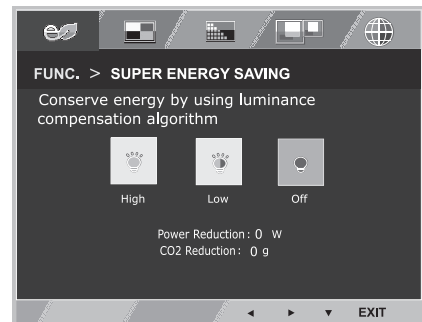 FUNC. > SUPER ENERGY SAVING
Conserve energy by using luminance
compensation algorithm
High Low Off
Power Reduction : 0 W
CO2 Reduction : 0 g
EXIT